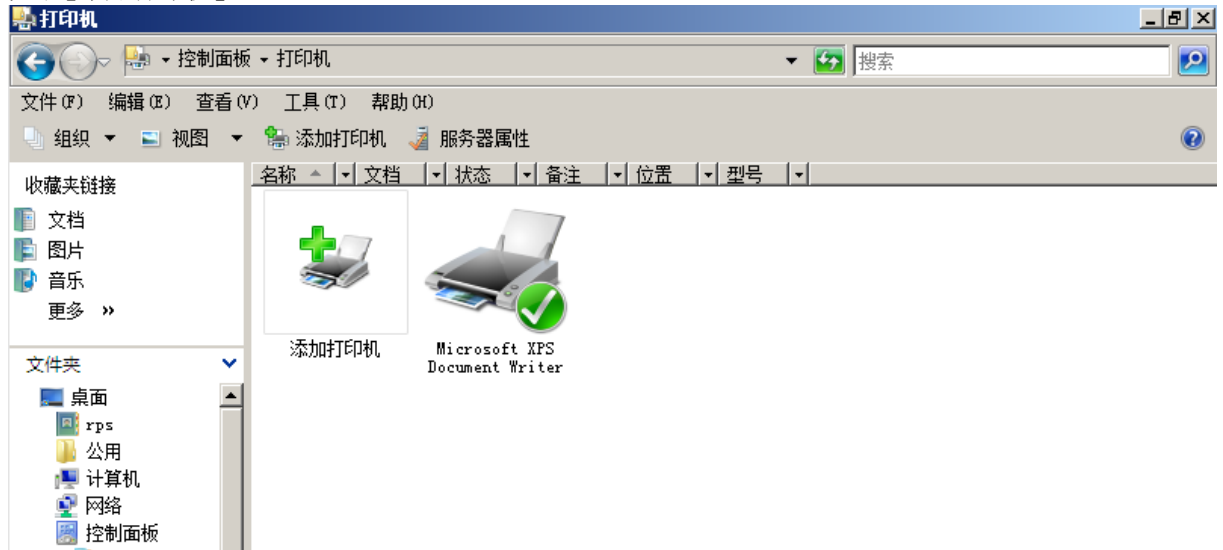 打印机
控制面板 打印机 搜索
文件(F) 编辑(E) 查看(V) 工具(T) 帮助(H)
组织 视图 添加打印机 服务器属性
名称 文档 状态 备注 位置 型号
收藏夹链接
文档
图片
音乐
更多 »
添加打印机
Microsoft XPS
Document Writer
文件夹
桌面
rps
公用
计算机
网络
控制面板